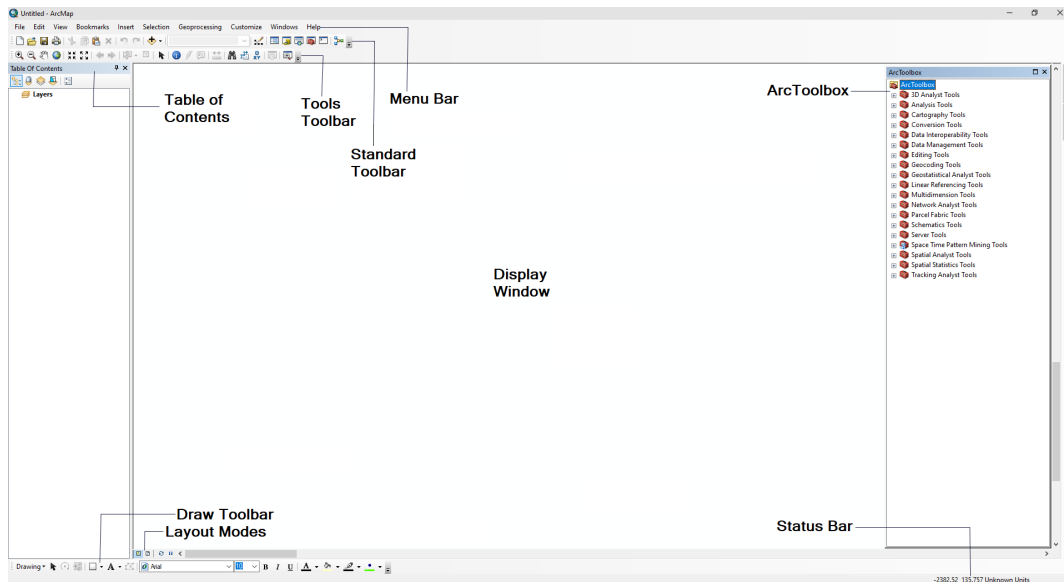 Untitled - ArcMap
File Edit View Bookmarks Insert Selection Geoprocessing Customize Windows Help
Table Of Contents
Layers
Table of
Contents
Tools
Toolbar
Menu Bar
Standard
Toolbar
Display
Window
ArcToolbox
ArcToolbox
ArcToolbox
3D Analyst Tools
Analysis Tools
Cartography Tools
Conversion Tools
Data Interoperability Tools
Data Management Tools
Editing Tools
Geocoding Tools
Geostatistical Analyst Tools
Linear Referencing Tools
Multidimension Tools
Network Analyst Tools
Parcel Fabric Tools
Schematics Tools
Server Tools
Space Time Pattern Mining Tools
Spatial Analyst Tools
Spatial Statistics Tools
Tracking Analyst Tools
Draw Toolbar
Layout Modes
Status Bar
Drawing A Arial 10 B I U A
-2382.52 135.757 Unknown Units